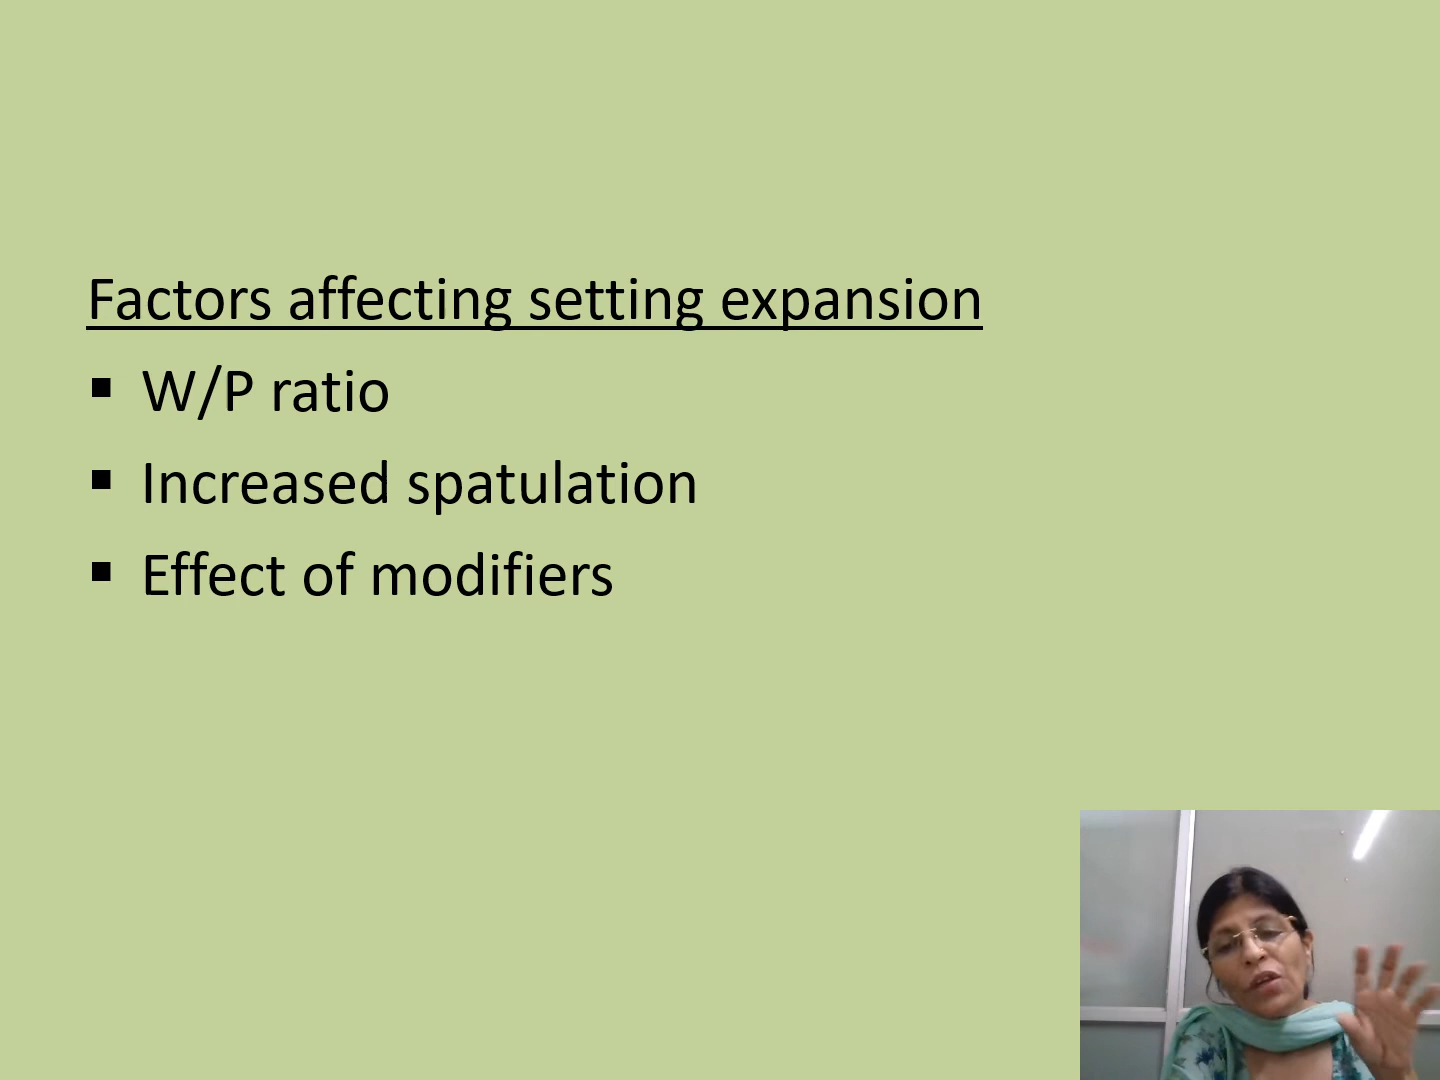 Factors affecting setting expansion
▪ W/P ratio
▪ Increased spatulation
▪ Effect of modifiers